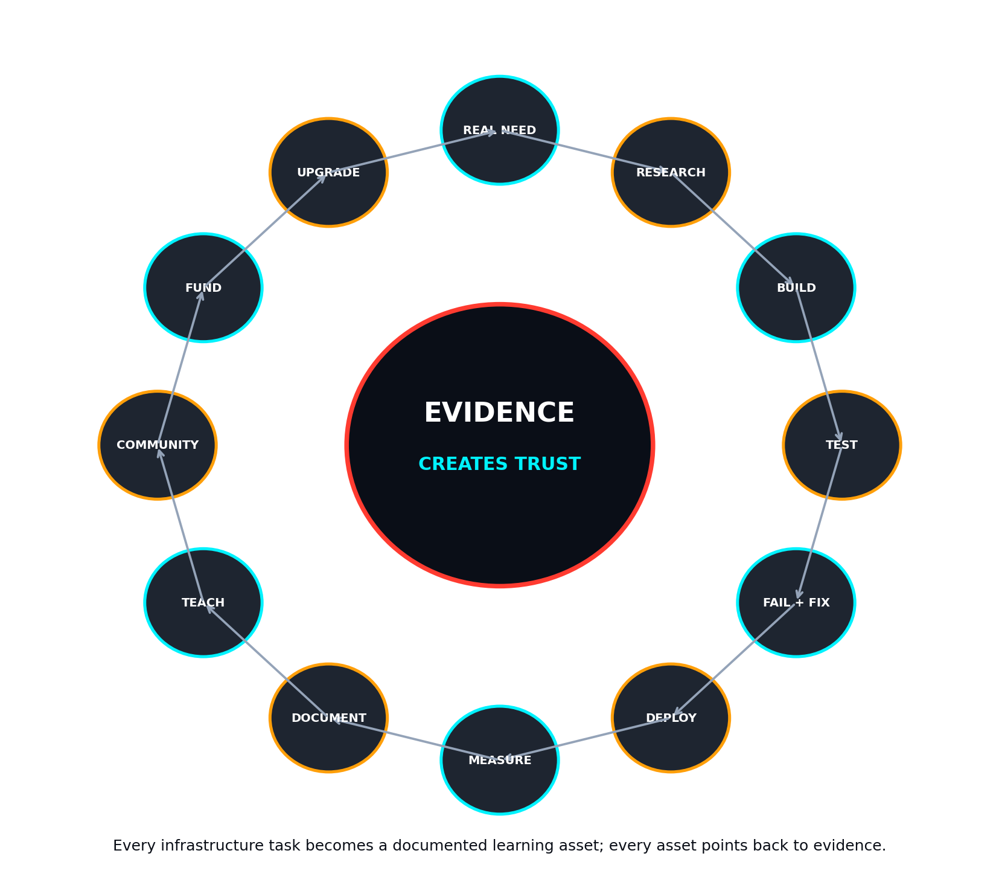 REAL NEED
RESEARCH
BUILD
TEST
FAIL + FIX
DEPLOY
MEASURE
DOCUMENT
TEACH
COMMUNITY
FUND
UPGRADE
EVIDENCE
CREATES TRUST
Every infrastructure task becomes a documented learning asset; every asset points back to evidence.